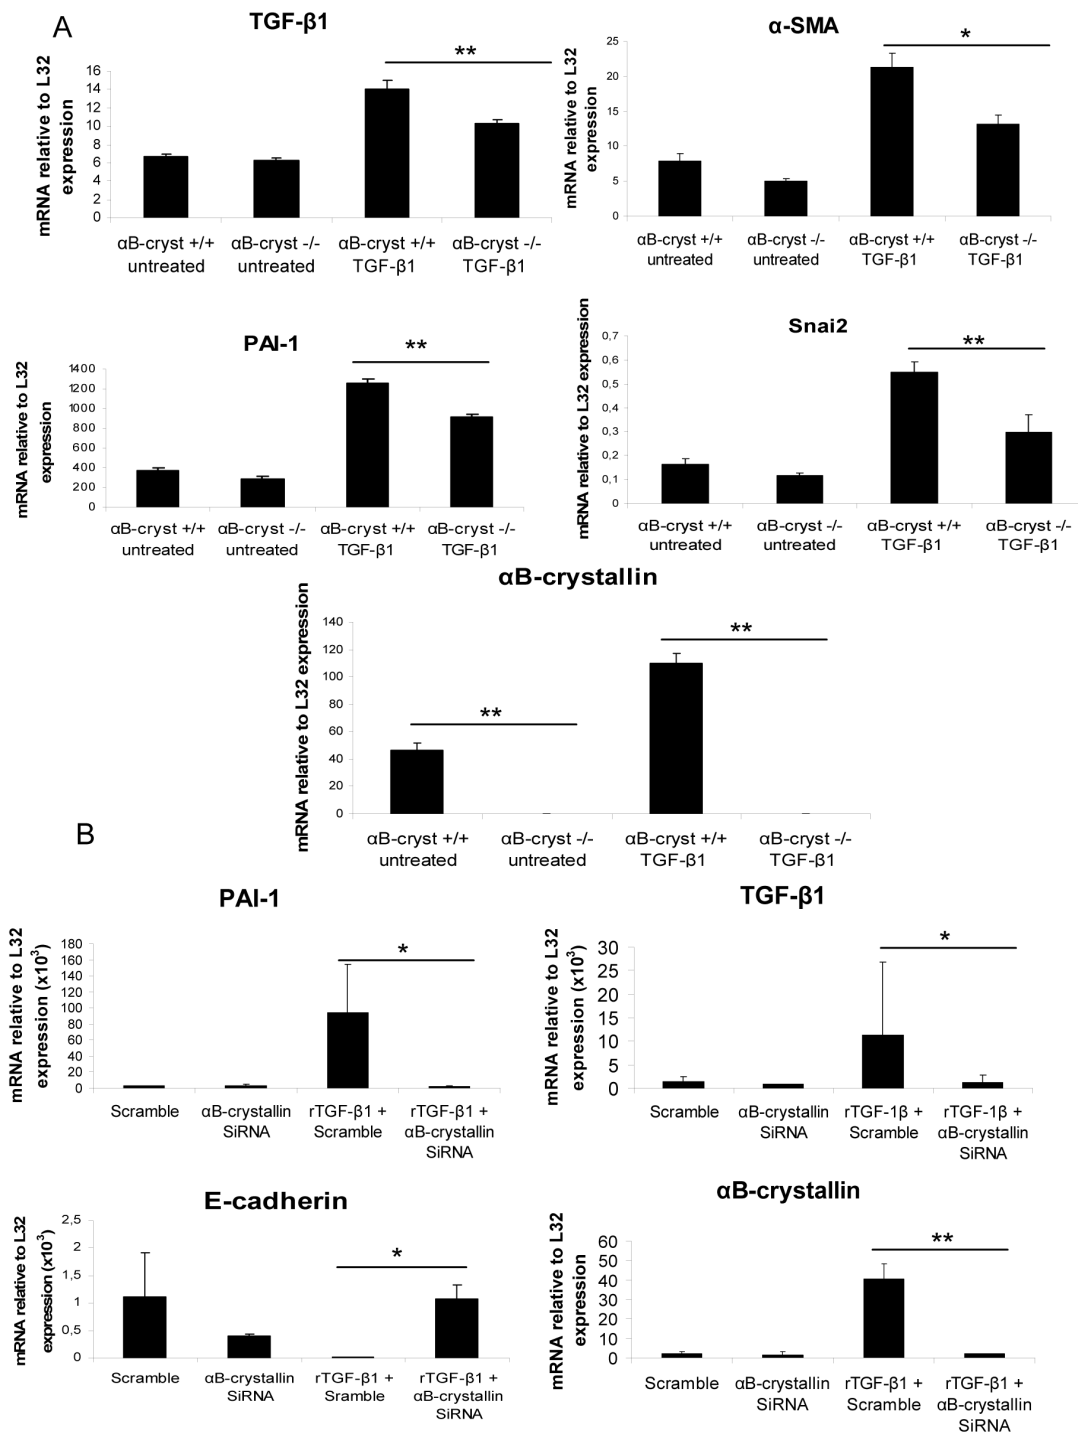 A
TGF-β1
**
mRNA relative to L32
expression
16
14
12
10
8
6
4
2
0
αB-cryst +/+ αB-cryst -/- αB-cryst +/+ αB-cryst -/-
untreated untreated TGF-β1 TGF-β1
α-SMA
*
mRNA relative to L32
expression
25
20
15
10
5
0
αB-cryst +/+ αB-cryst -/- αB-cryst +/+ αB-cryst -/-
untreated untreated TGF-β1 TGF-β1
PAI-1
**
mRNA relative to L32
expression
1400
1200
1000
800
600
400
200
0
αB-cryst +/+ αB-cryst -/- αB-cryst +/+ αB-cryst -/-
untreated untreated TGF-β1 TGF-β1
Snai2
**
mRNA relative to L32 expression
0,7
0,6
0,5
0,4
0,3
0,2
0,1
0
αB-cryst +/+ αB-cryst -/- αB-cryst +/+ αB-cryst -/-
untreated untreated TGF-β1 TGF-β1
αB-crystallin
**
**
mRNA relative to L32 expression
140
120
100
80
60
40
20
0
αB-cryst +/+ αB-cryst -/- αB-cryst +/+ αB-cryst -/-
untreated untreated TGF-β1 TGF-β1
B
PAI-1
*
mRNA relative to L32
expression (x10³)
180
160
140
120
100
80
60
40
20
0
Scramble αB-crystallin rTGF-β1 + rTGF-β1 +
SiRNA Scramble αB-crystallin
SiRNA
TGF-β1
*
mRNA relative to L32
expression (x10³)
30
25
20
15
10
5
0
Scramble αB-crystallin rTGF-1β + rTGF-1β +
SiRNA Scramble αB-crystallin
SiRNA
E-cadherin
*
mRNA relative to L32
expression (x10³)
2,5
2
1,5
1
0,5
0
Scramble αB-crystallin rTGF-β1 + rTGF-β1 +
SiRNA Sramble αB-crystallin
SiRNA
αB-crystallin
**
mRNA relative to L32
expression
60
50
40
30
20
10
0
Scramble αB-crystallin rTGF-β1 + rTGF-β1 +
SiRNA Scramble αB-crystallin
SiRNA